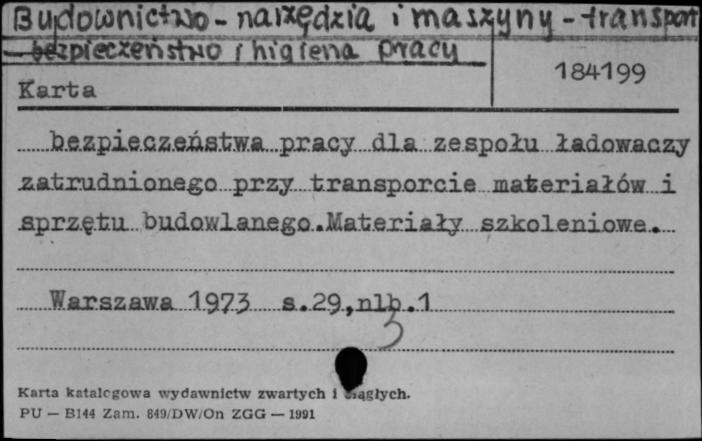 Budownictwo - narzędzia i maszyny - transport
- bezpieczeństwo i higiena pracy
184199
Karta
bezpieczeństwa pracy dla zespołu ładowaczy
zatrudnionego przy transporcie materiałów i
sprzętu budowlanego. Materiały szkoleniowe.
Warszawa 1973 s.29, nlb.1
3
Karta katalogowa wydawnictw zwartych i ciągłych.
PU — B144 Zam. 849/DW/On ZGG — 1991